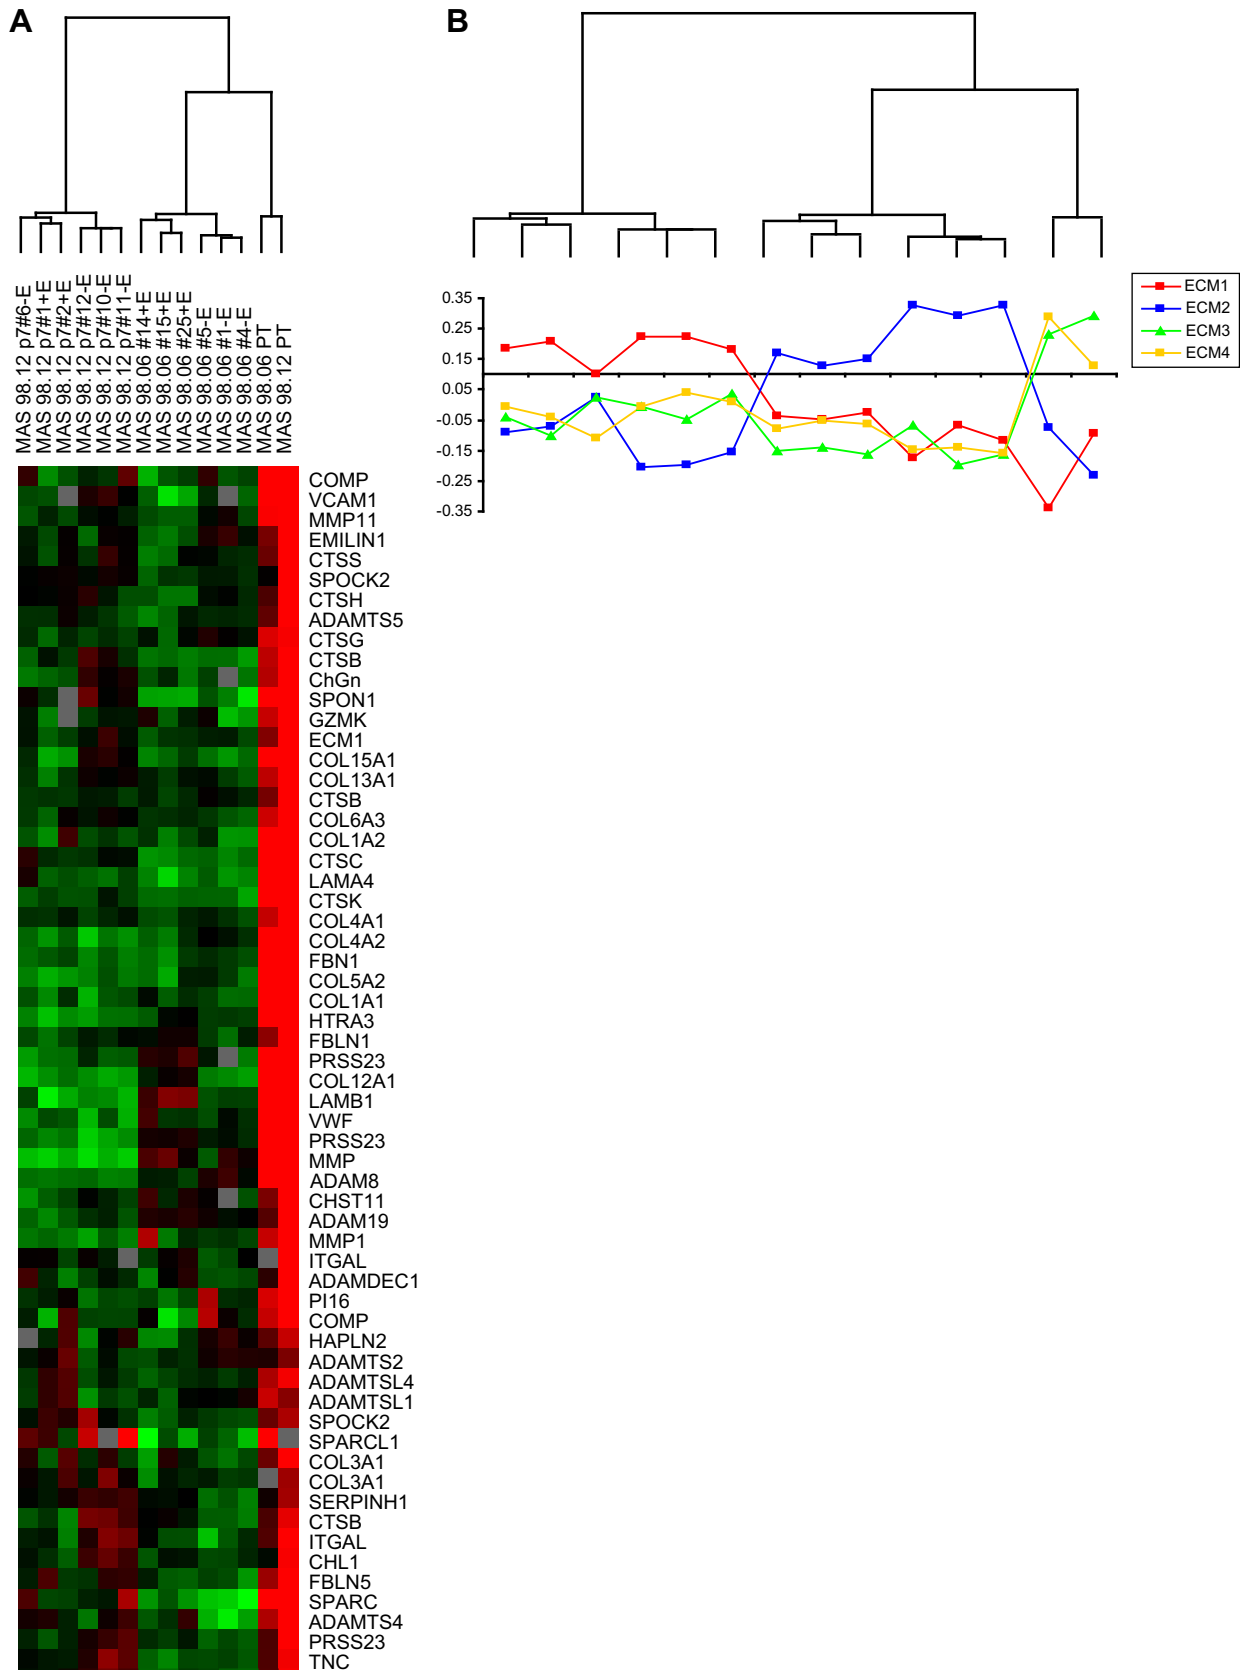 A
B
MAS 98.12 p7#6-E
MAS 98.12 p7#1+E
MAS 98.12 p7#2+E
MAS 98.12 p7#12-E
MAS 98.12 p7#10-E
MAS 98.12 p7#11-E
MAS 98.06 #14+E
MAS 98.06 #15+E
MAS 98.06 #25+E
MAS 98.06 #5-E
MAS 98.06 #1-E
MAS 98.06 #4-E
MAS 98.06 PT
MAS 98.12 PT
0.35
0.25
0.15
0.05
-0.05
-0.15
-0.25
-0.35
ECM1
ECM2
ECM3
ECM4
COMP
VCAM1
MMP11
EMILIN1
CTSS
SPOCK2
CTSH
ADAMTS5
CTSG
CTSB
ChGn
SPON1
GZMK
ECM1
COL15A1
COL13A1
CTSB
COL6A3
COL1A2
CTSC
LAMA4
CTSK
COL4A1
COL4A2
FBN1
COL5A2
COL1A1
HTRA3
FBLN1
PRSS23
COL12A1
LAMB1
VWF
PRSS23
MMP
ADAM8
CHST11
ADAM19
MMP1
ITGAL
ADAMDEC1
PI16
COMP
HAPLN2
ADAMTS2
ADAMTSL4
ADAMTSL1
SPOCK2
SPARCL1
COL3A1
COL3A1
SERPINH1
CTSB
ITGAL
CHL1
FBLN5
SPARC
ADAMTS4
PRSS23
TNC